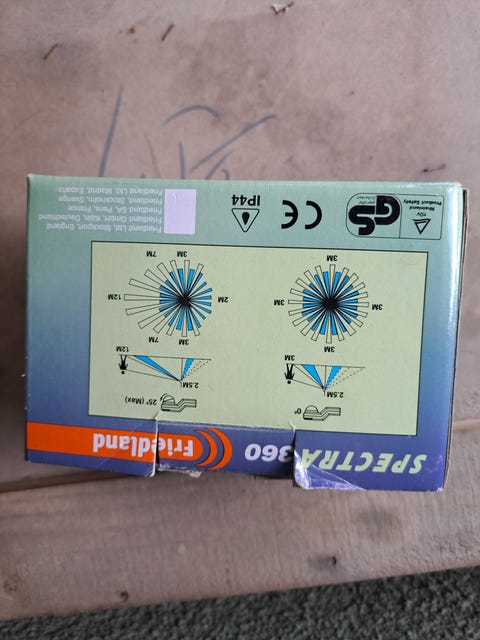 SPECTRA 360 Friedland
0°
25° (Max)
2.5M
3M
2.5M
12M
3M
3M
3M
3M
7M
3M
2M
12M
7M
3M
TÜV
Rheinland
Product Safety
GS
CE
IP44
Friedland Ltd, Stockport, England
Friedland GmbH, Köln, Deutschland
Friedland SA, Paris, France
Friedland, Stockholm, Sverige
Friedland Ltd, Madrid, España